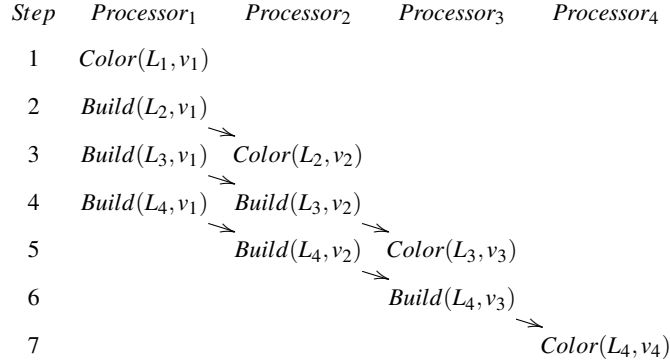 Step Processor₁ Processor₂ Processor₃ Processor₄
1 Color(L₁,v₁)
2 Build(L₂,v₁)
3 Build(L₃,v₁) Color(L₂,v₂)
4 Build(L₄,v₁) Build(L₃,v₂)
5 Build(L₄,v₂) Color(L₃,v₃)
6 Build(L₄,v₃)
7 Color(L₄,v₄)